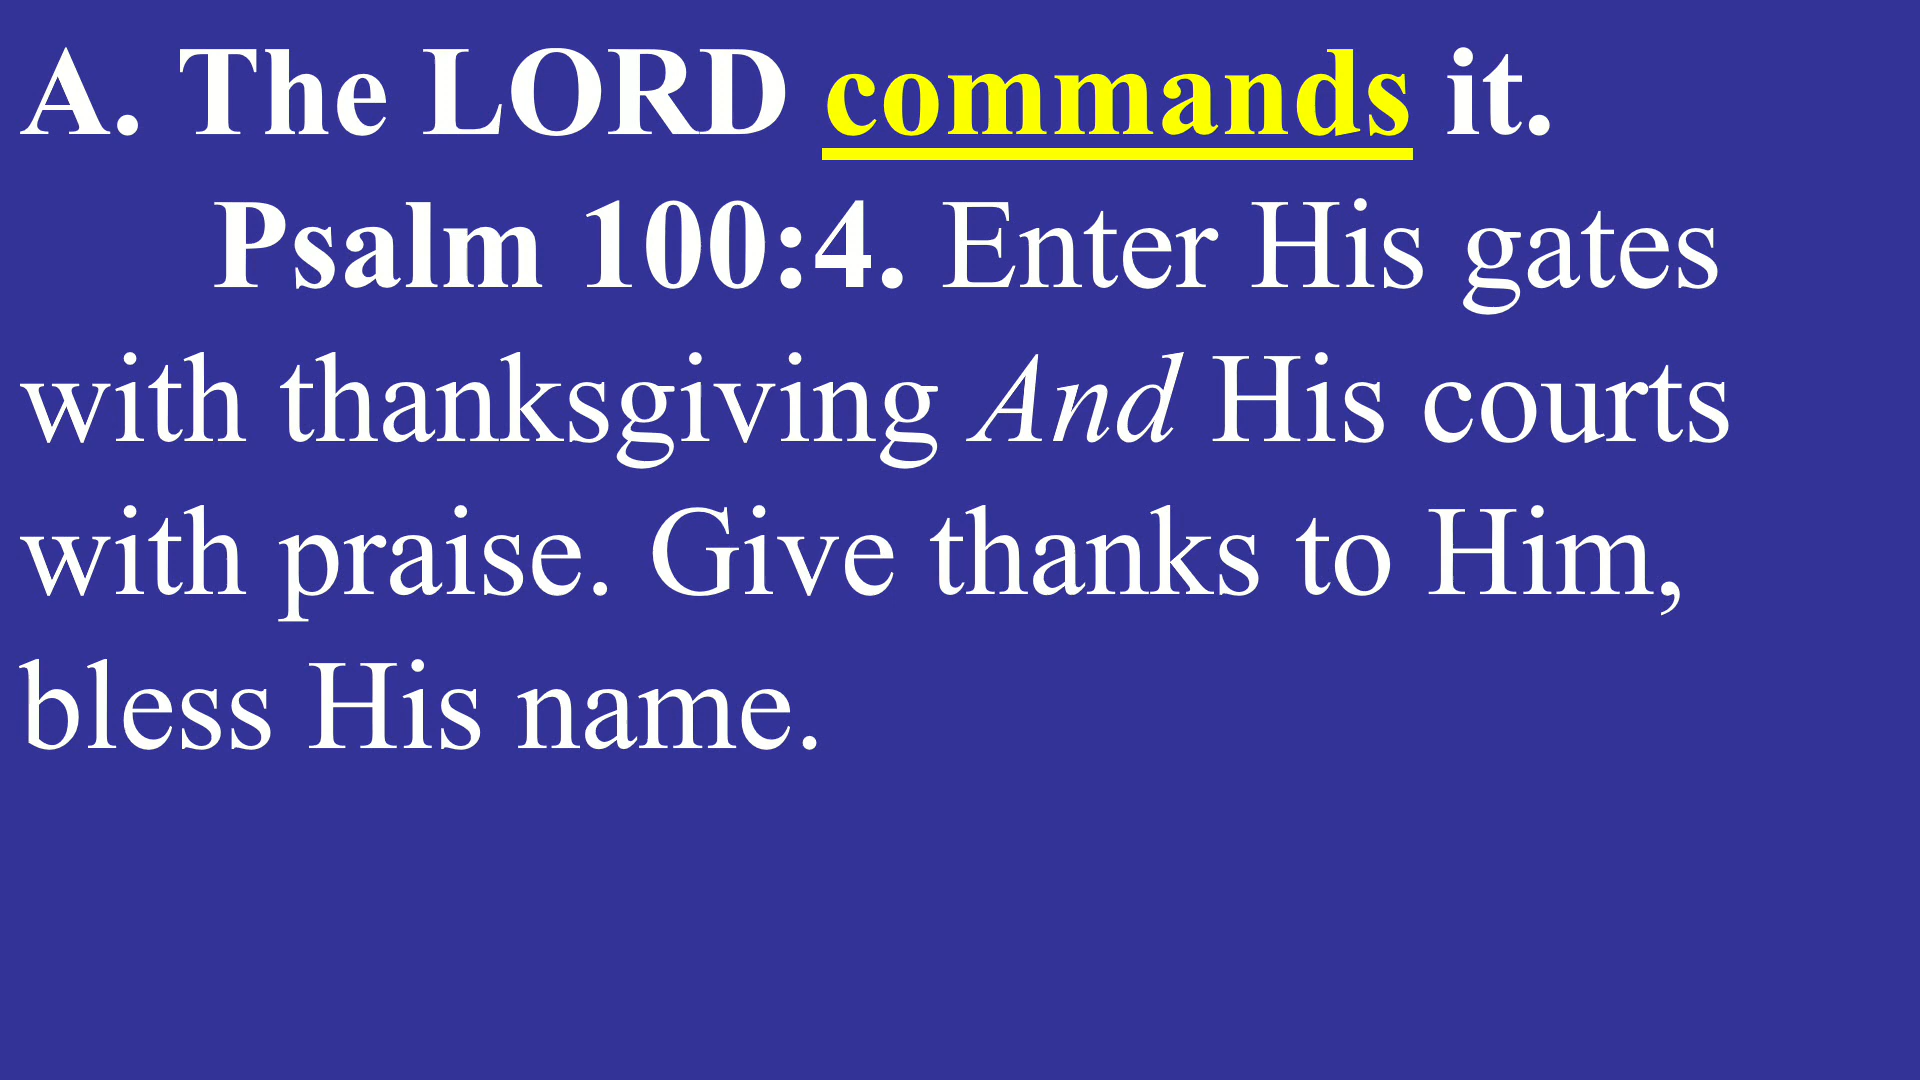 A. The LORD commands it.
Psalm 100:4. Enter His gates
with thanksgiving And His courts
with praise. Give thanks to Him,
bless His name.